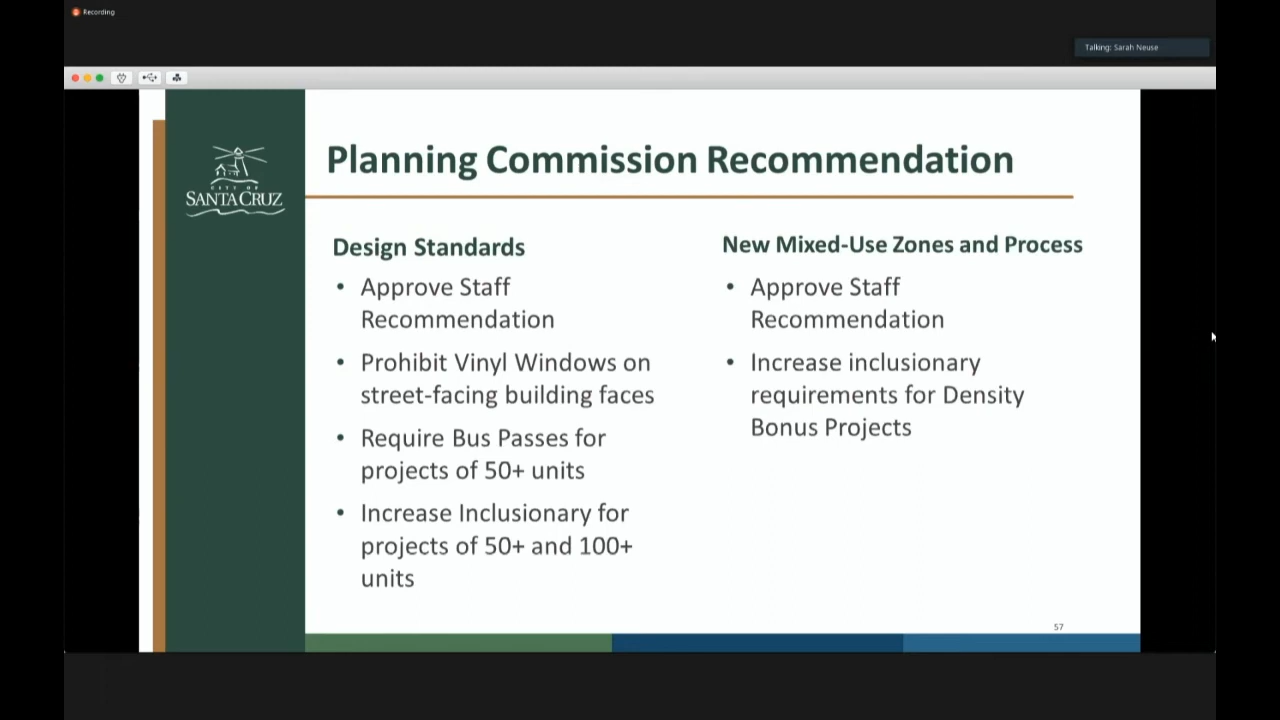 Recording
Talking: Sarah Neuse
CITY OF
SANTA CRUZ
Planning Commission Recommendation
Design Standards
• Approve Staff
Recommendation
• Prohibit Vinyl Windows on
street-facing building faces
• Require Bus Passes for
projects of 50+ units
• Increase Inclusionary for
projects of 50+ and 100+
units
New Mixed-Use Zones and Process
• Approve Staff
Recommendation
• Increase inclusionary
requirements for Density
Bonus Projects
57